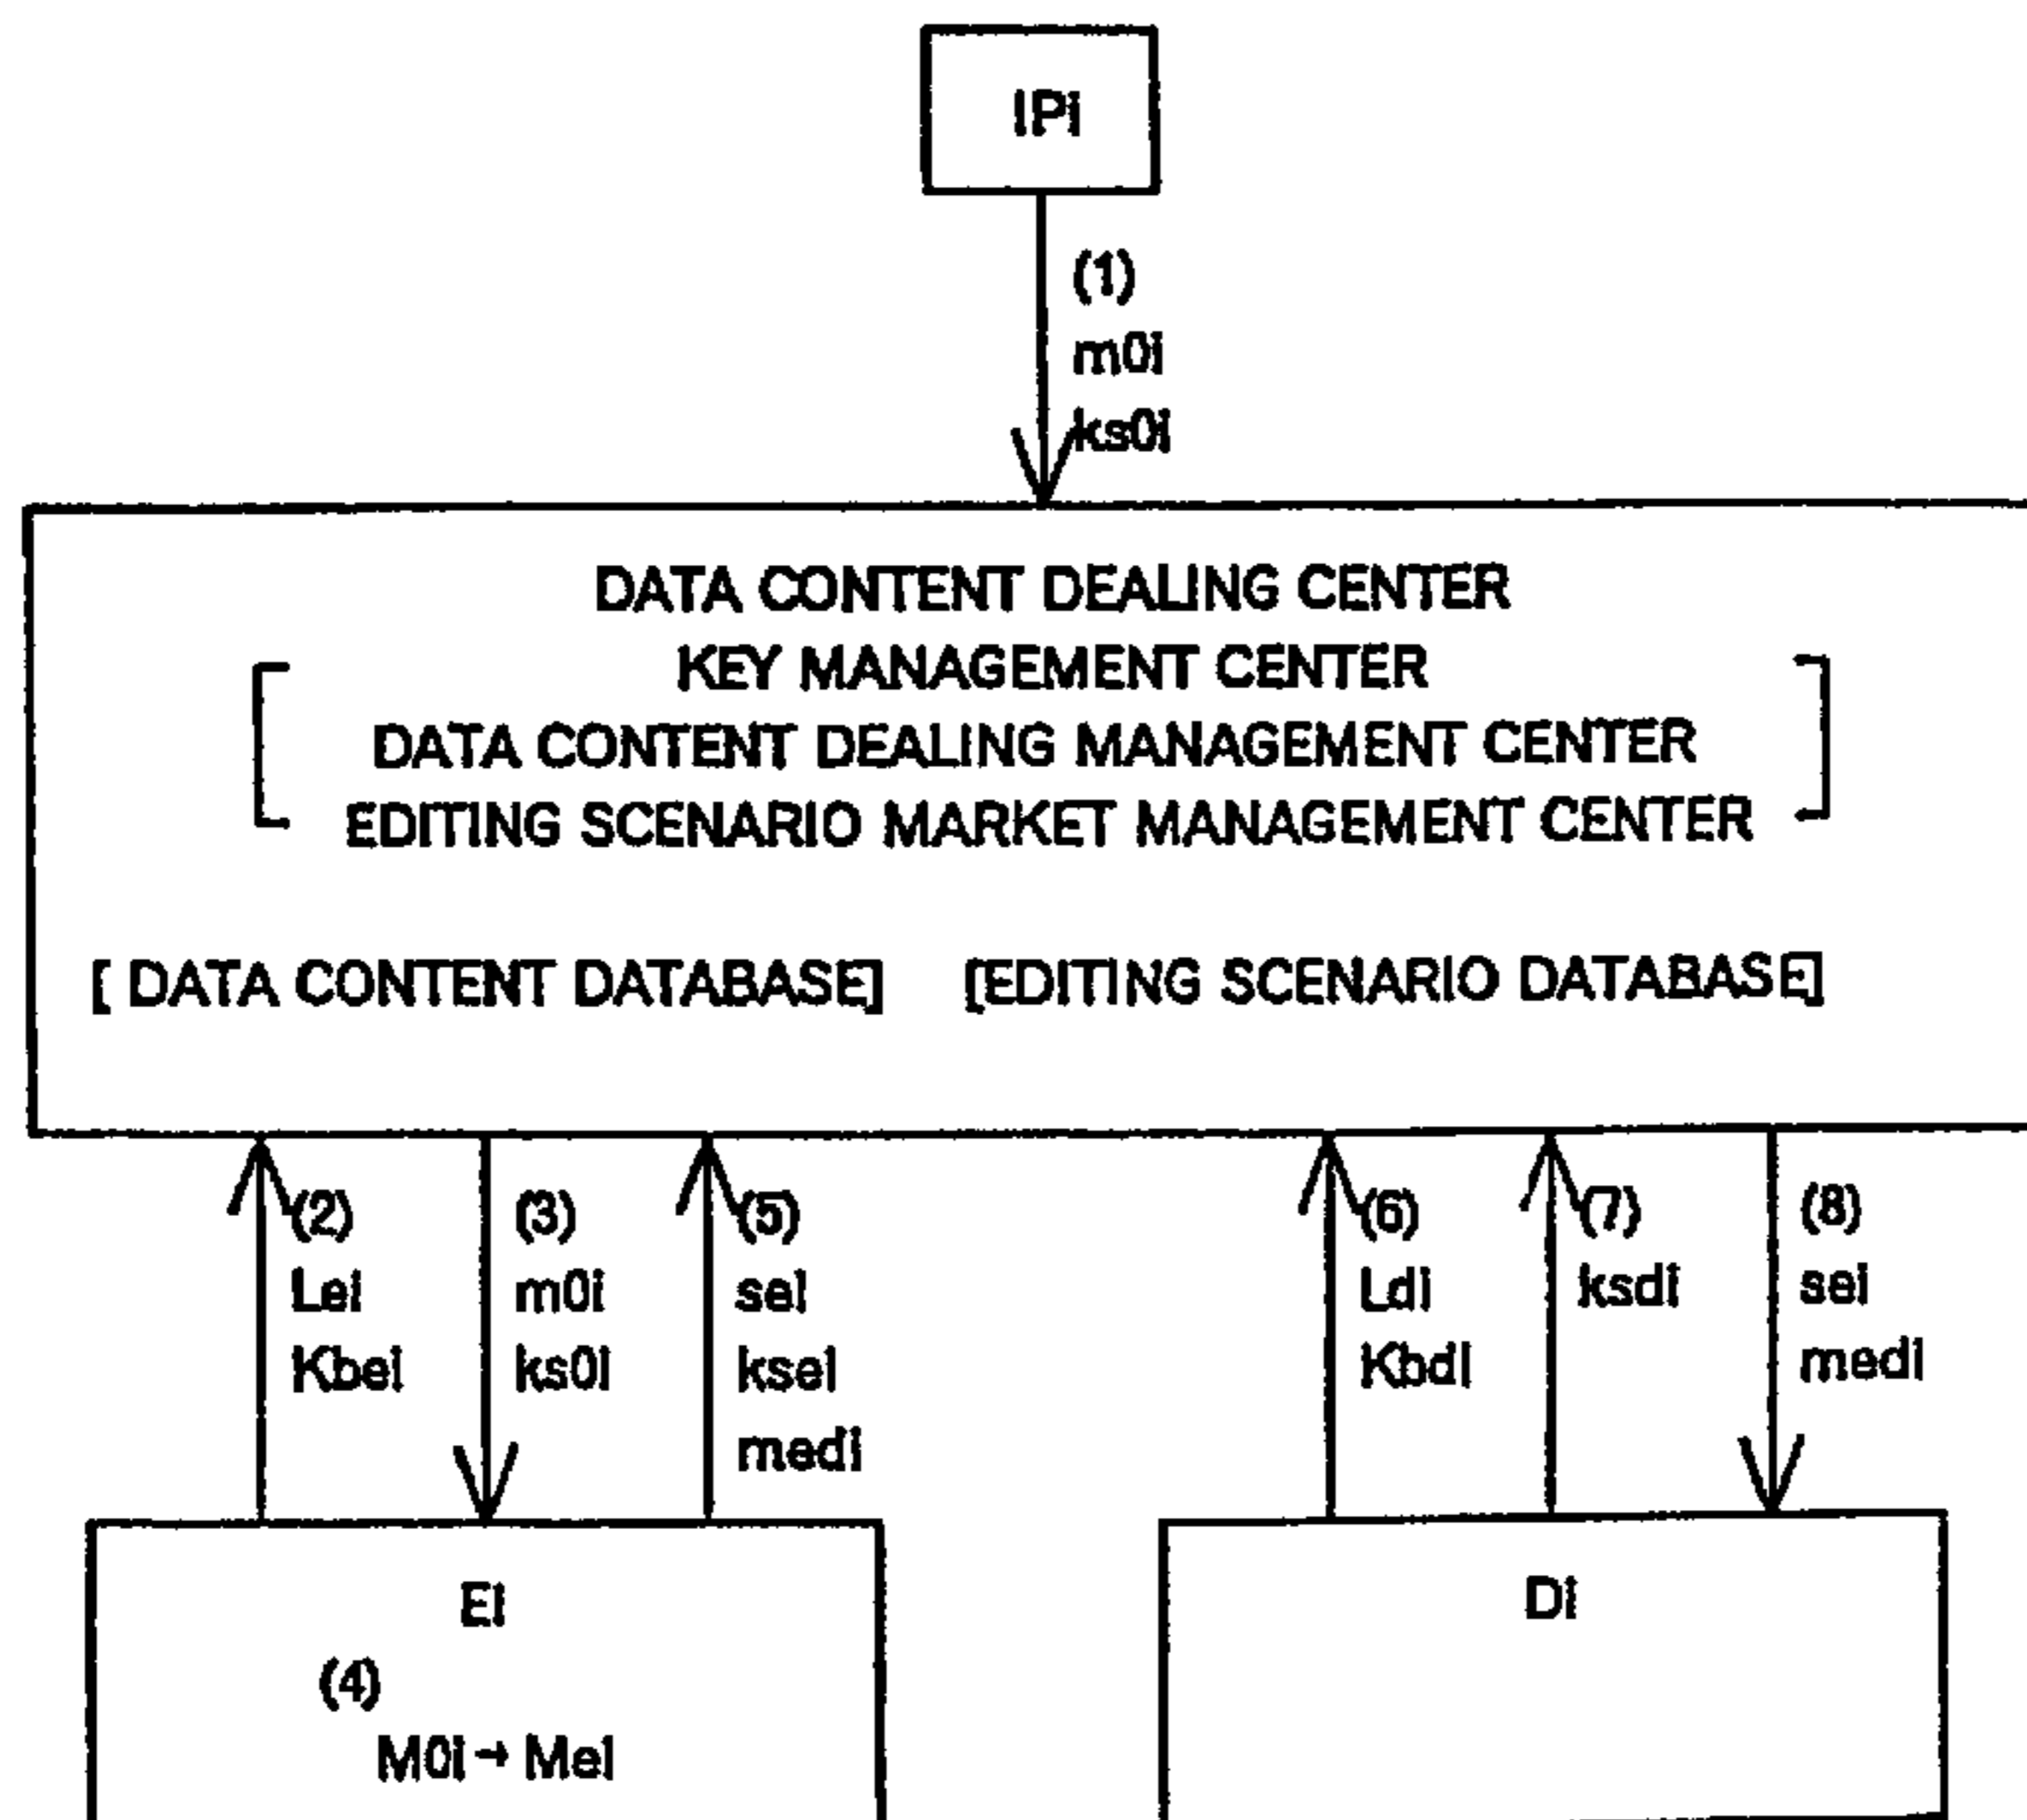 IPi
(1)
m0i
ks0i
DATA CONTENT DEALING CENTER
KEY MANAGEMENT CENTER
DATA CONTENT DEALING MANAGEMENT CENTER
EDITING SCENARIO MARKET MANAGEMENT CENTER
[ DATA CONTENT DATABASE] [EDITING SCENARIO DATABASE]
(2)
Lei
Kbei
(3)
m0i
ks0i
(5)
sei
ksei
medi
(6)
Ldi
Kbdi
(7)
ksdi
(8)
sei
medi
Ei
(4)
M0i → Mei
Di